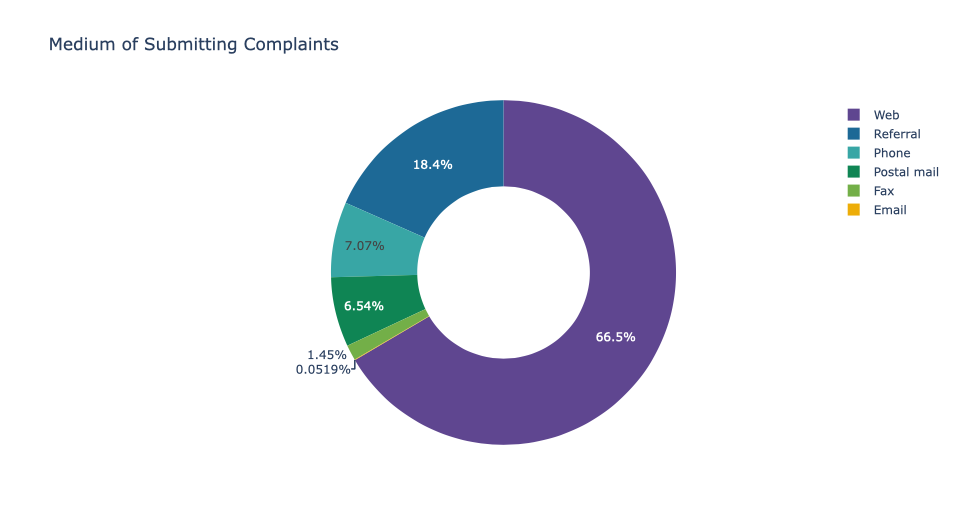 Medium of Submitting Complaints
Web
Referral
Phone
Postal mail
Fax
Email
18.4%
7.07%
6.54%
66.5%
1.45%
0.0519%